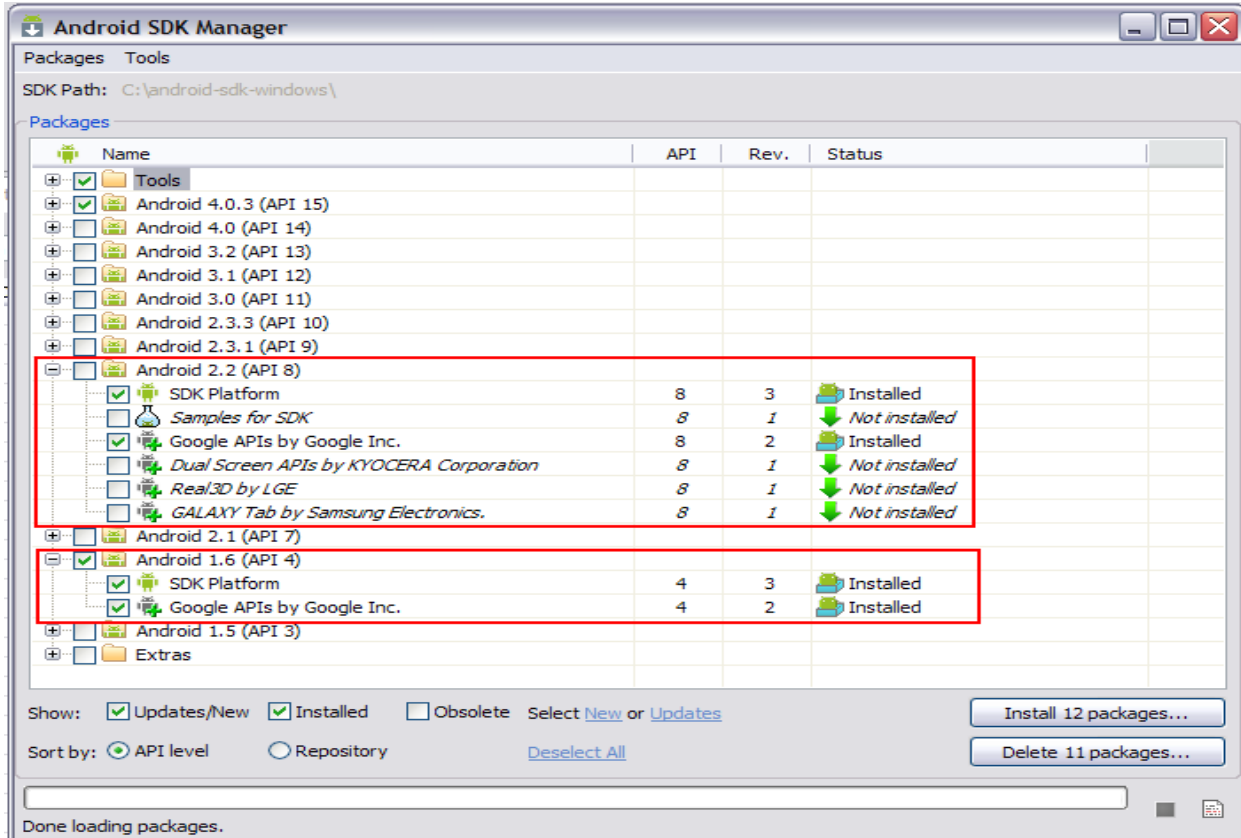 Android SDK Manager
Packages Tools
SDK Path: C:\android-sdk-windows\
Packages
Name API Rev. Status
Tools
Android 4.0.3 (API 15)
Android 4.0 (API 14)
Android 3.2 (API 13)
Android 3.1 (API 12)
Android 3.0 (API 11)
Android 2.3.3 (API 10)
Android 2.3.1 (API 9)
Android 2.2 (API 8)
SDK Platform 8 3 Installed
Samples for SDK 8 1 Not installed
Google APIs by Google Inc. 8 2 Installed
Dual Screen APIs by KYOCERA Corporation 8 1 Not installed
Real3D by LGE 8 1 Not installed
GALAXY Tab by Samsung Electronics. 8 1 Not installed
Android 2.1 (API 7)
Android 1.6 (API 4)
SDK Platform 4 3 Installed
Google APIs by Google Inc. 4 2 Installed
Android 1.5 (API 3)
Extras
Show: Updates/New Installed Obsolete Select New or Updates Install 12 packages...
Sort by: API level Repository Deselect All Delete 11 packages...
Done loading packages.